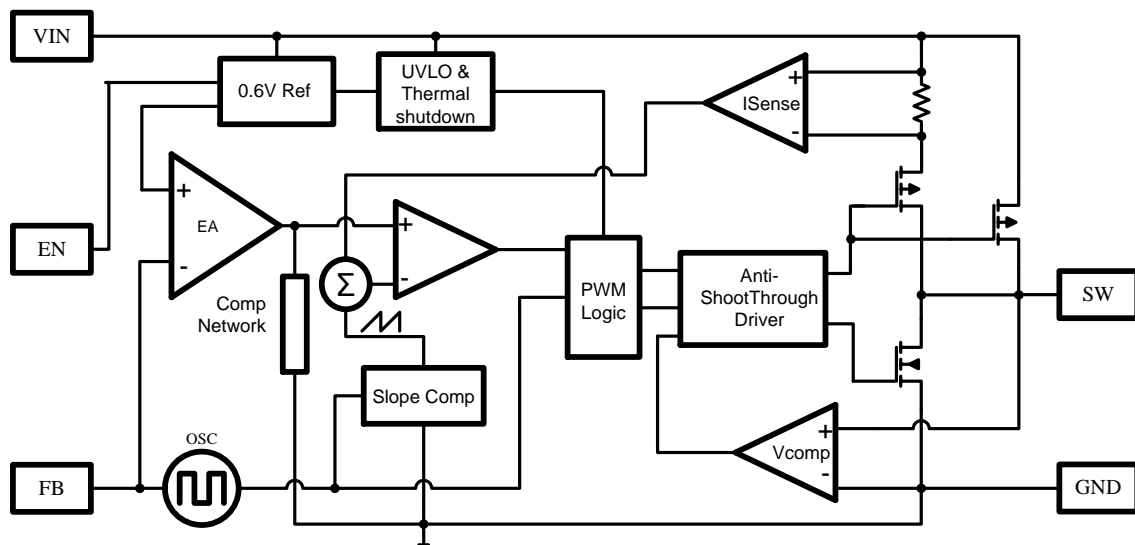 VIN
0.6V Ref
UVLO &
Thermal
shutdown
+
ISense
-
+
EA
-
EN
+
-
Comp
Network
Σ
PWM
Logic
Anti-
ShootThrough
Driver
SW
Slope Comp
OSC
FB
+
Vcomp
-
GND